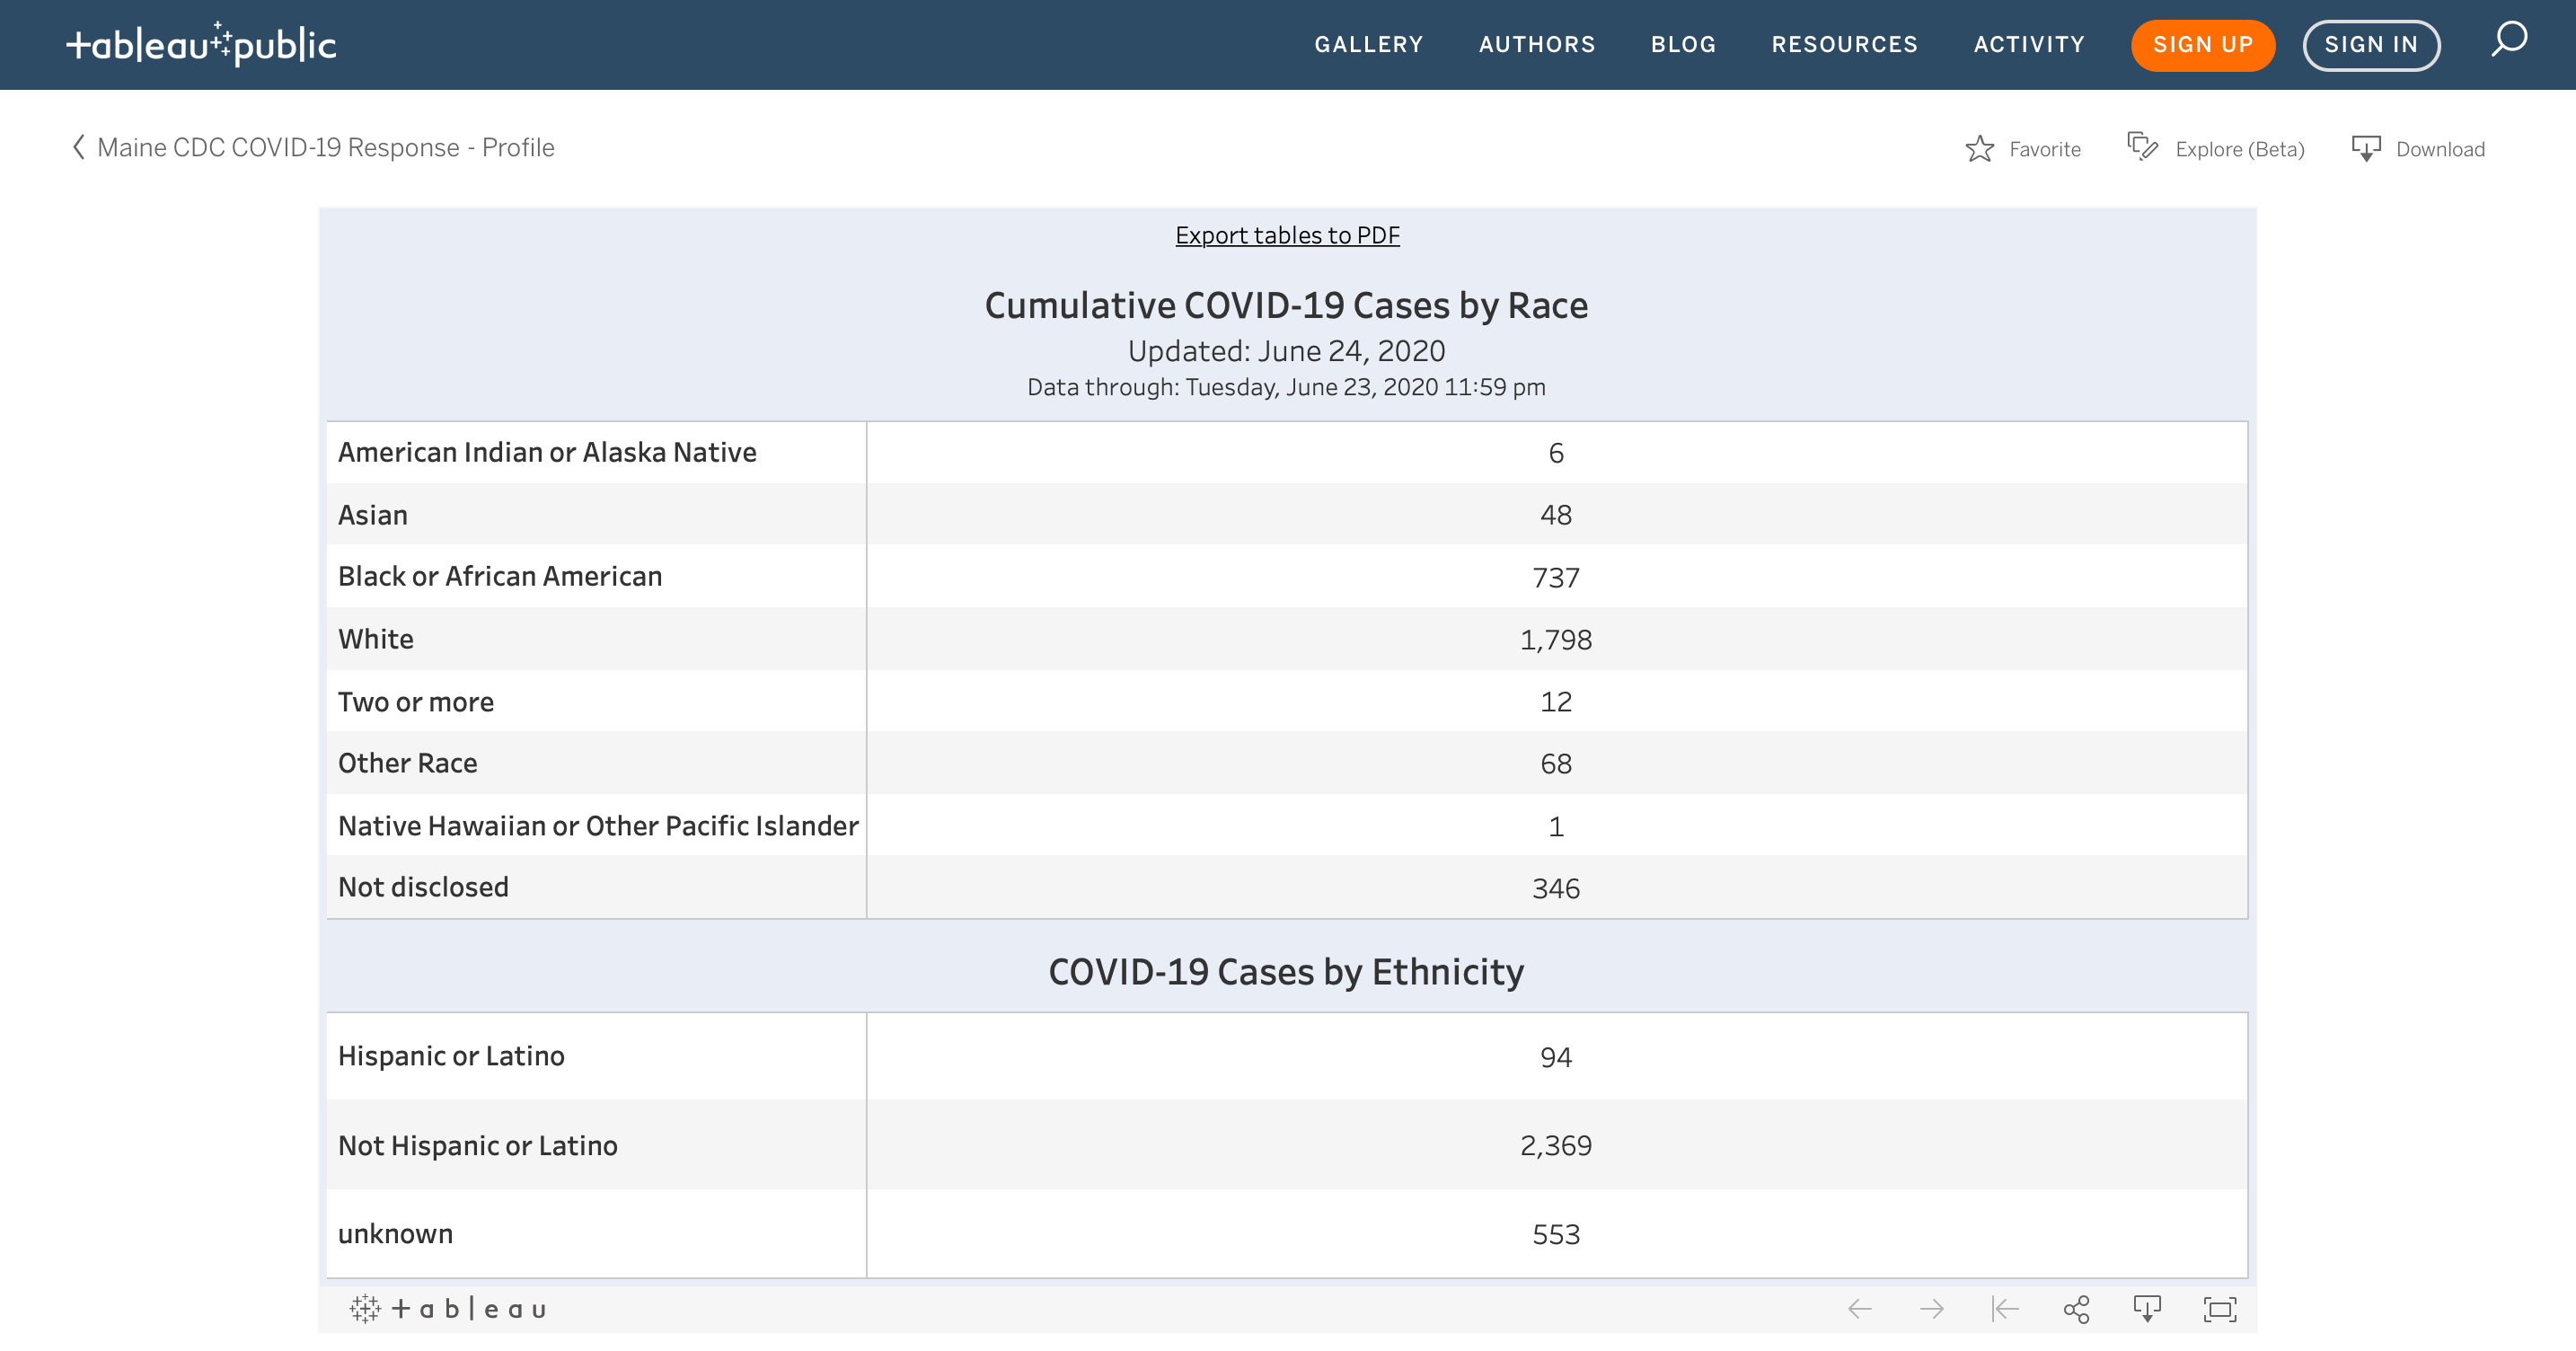 tableau public GALLERY AUTHORS BLOG RESOURCES ACTIVITY SIGN UP SIGN IN
Maine CDC COVID-19 Response - Profile Favorite Explore (Beta) Download
Export tables to PDF
Cumulative COVID-19 Cases by Race
Updated: June 24, 2020
Data through: Tuesday, June 23, 2020 11:59 pm
American Indian or Alaska Native 6
Asian 48
Black or African American 737
White 1,798
Two or more 12
Other Race 68
Native Hawaiian or Other Pacific Islander 1
Not disclosed 346
COVID-19 Cases by Ethnicity
Hispanic or Latino 94
Not Hispanic or Latino 2,369
unknown 553
tableau